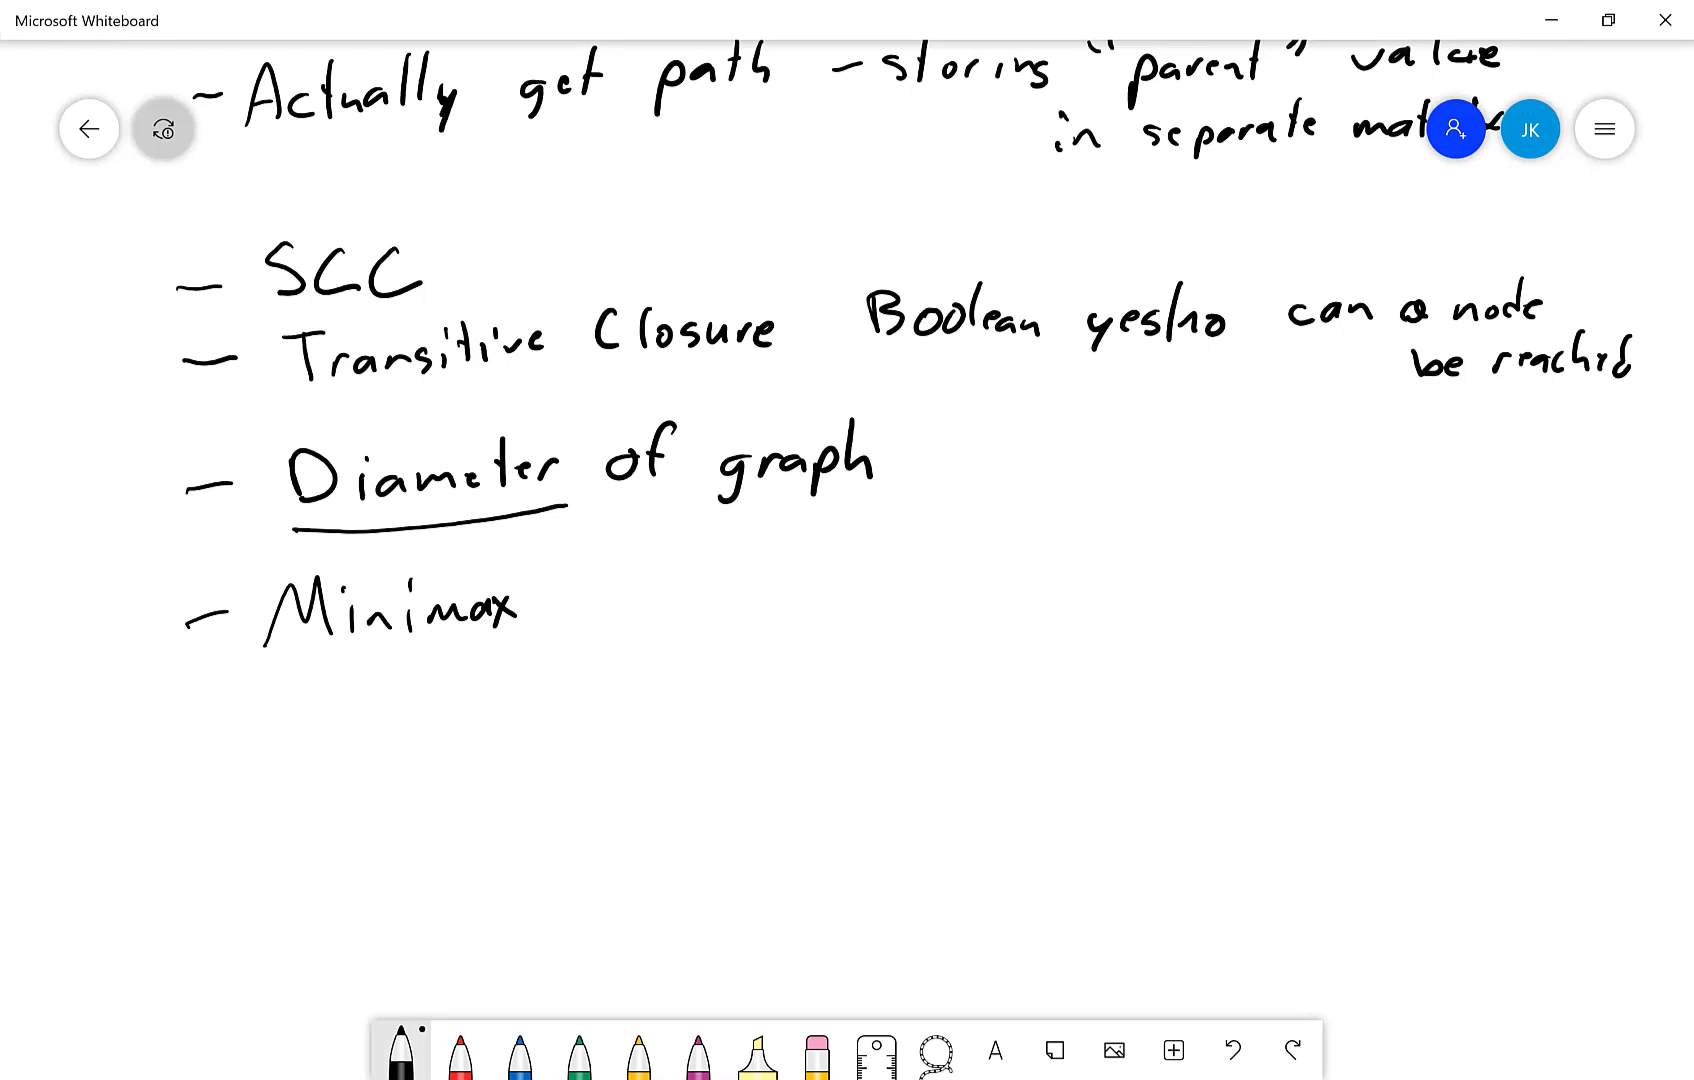 Microsoft Whiteboard
- Actually get path - storing "parent" value
in separate
JK
- SCC
- Transitive Closure Boolean yes/no can a node
be reached
- Diameter of graph
- Minimax
A